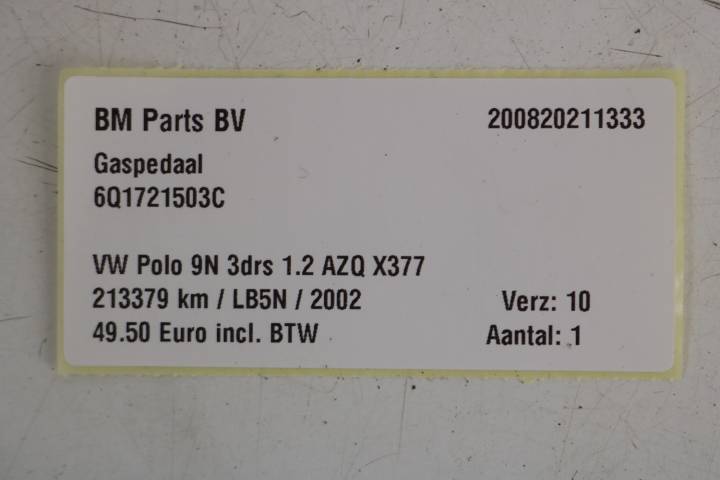 BM Parts BV 200820211333
Gaspedaal
6Q1721503C
VW Polo 9N 3drs 1.2 AZQ X377
213379 km / LB5N / 2002 Verz: 10
49.50 Euro incl. BTW Aantal: 1